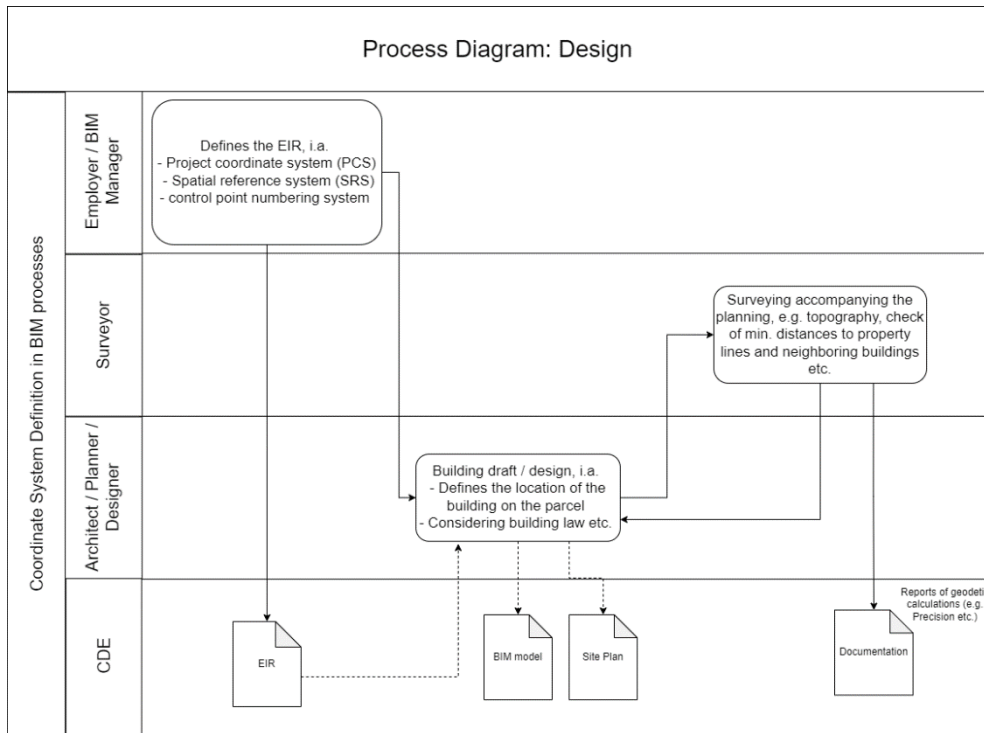 Process Diagram: Design
Coordinate System Definition in BIM processes
Employer / BIM
Manager
Defines the EIR, i.a.
- Project coordinate system (PCS)
- Spatial reference system (SRS)
- control point numbering system
Surveyor
Surveying accompanying the
planning, e.g. topography, check
of min. distances to property
lines and neighboring buildings
etc.
Architect / Planner /
Designer
Building draft / design, i.a.
- Defines the location of the
building on the parcel
- Considering building law etc.
CDE
EIR
BIM model
Site Plan
Reports of geodeti
calculations (e.g.
Precision etc.)
Documentation